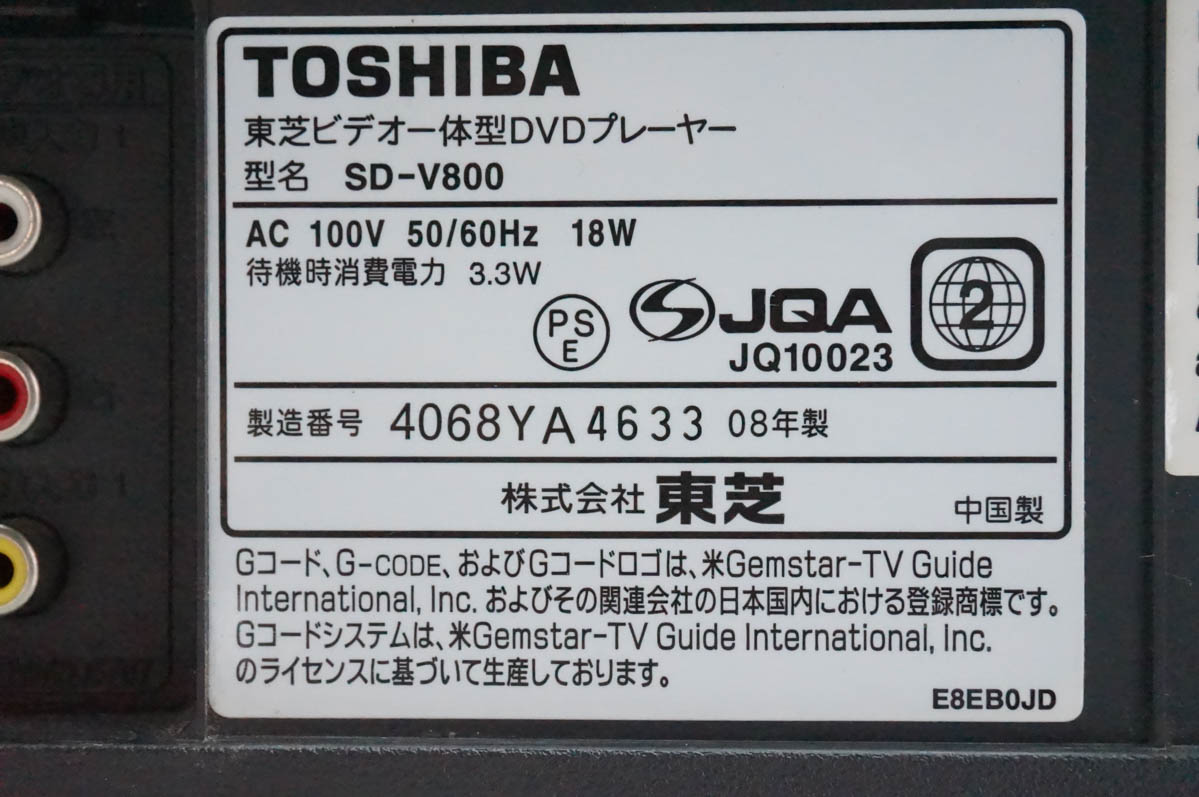 TOSHIBA
東芝ビデオ一体型DVDプレーヤー
型名 SD-V800
AC 100V 50/60Hz 18W
待機時消費電力 3.3W
PS
E
JQA
JQ10023
2
製造番号 4068YA4633 08年製
株式会社 東芝 中国製
Gコード、G-CODE、およびGコードロゴは、米Gemstar-TV Guide
International, Inc. およびその関連会社の日本国内における登録商標です。
Gコードシステムは、米Gemstar-TV Guide International, Inc.
のライセンスに基づいて生産しております。
E8EB0JD